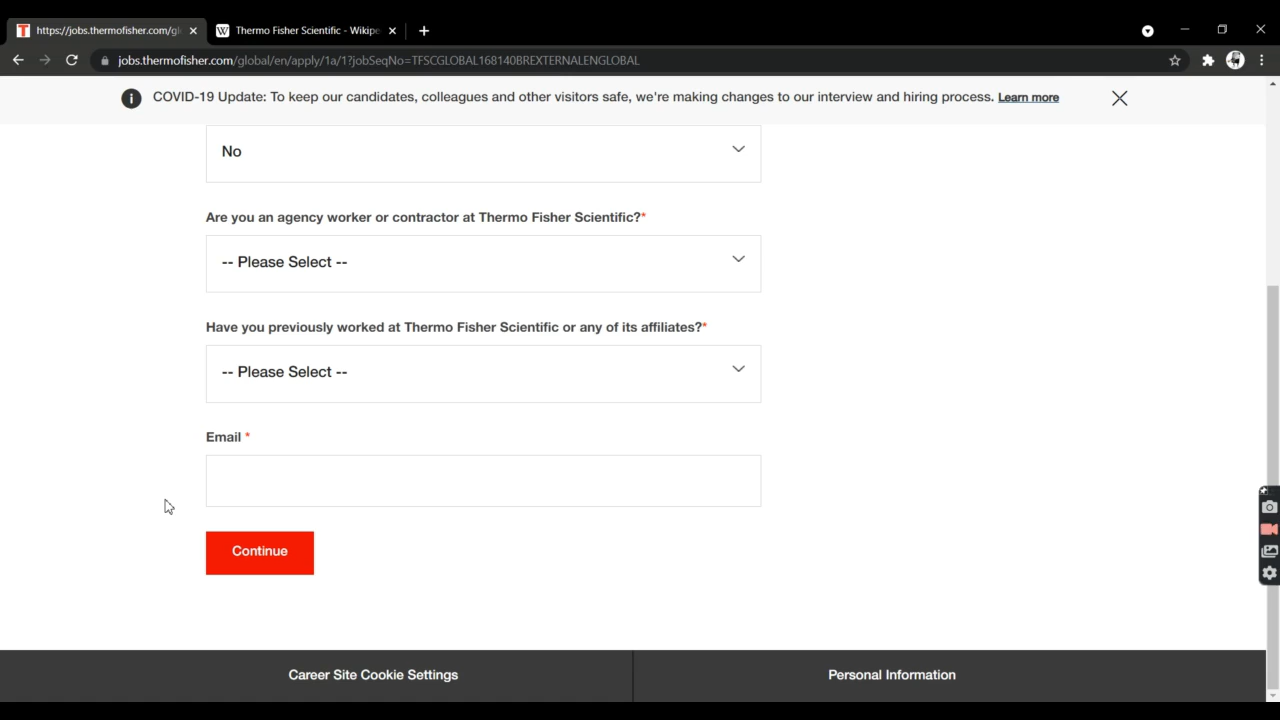 https://jobs.thermofisher.com/gl
Thermo Fisher Scientific - Wikipe
jobs.thermofisher.com/global/en/apply/1a/1?jobSeqNo=TFSCGLOBAL168140BREXTERNALENGLOBAL
COVID-19 Update: To keep our candidates, colleagues and other visitors safe, we're making changes to our interview and hiring process. Learn more
No
Are you an agency worker or contractor at Thermo Fisher Scientific?*
-- Please Select --
Have you previously worked at Thermo Fisher Scientific or any of its affiliates?*
-- Please Select --
Email *
Continue
Career Site Cookie Settings
Personal Information